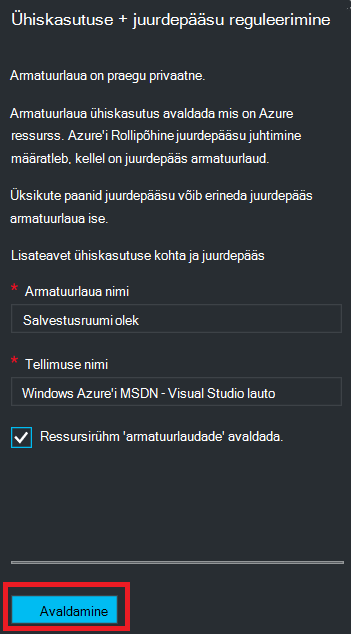 Ühiskasutuse + juurdepääsu reguleerimine
Armatuurlaua on praegu privaatne.
Armatuurlaua ühiskasutus avaldada mis on Azure
ressurss. Azure'i Rollipõhine juurdepääsu juhtimine
määratleb, kellel on juurdepääs armatuurlaud.
Üksikute paanid juurdepääsu võib erineda juurdepääs
armatuurlaua ise.
Lisateavet ühiskasutuse kohta ja juurdepääs
* Armatuurlaua nimi
Salvestusruumi olek
* Tellimuse nimi
Windows Azure'i MSDN - Visual Studio lauto
Ressursirühm 'armatuurlaudade' avaldada.
Avaldamine